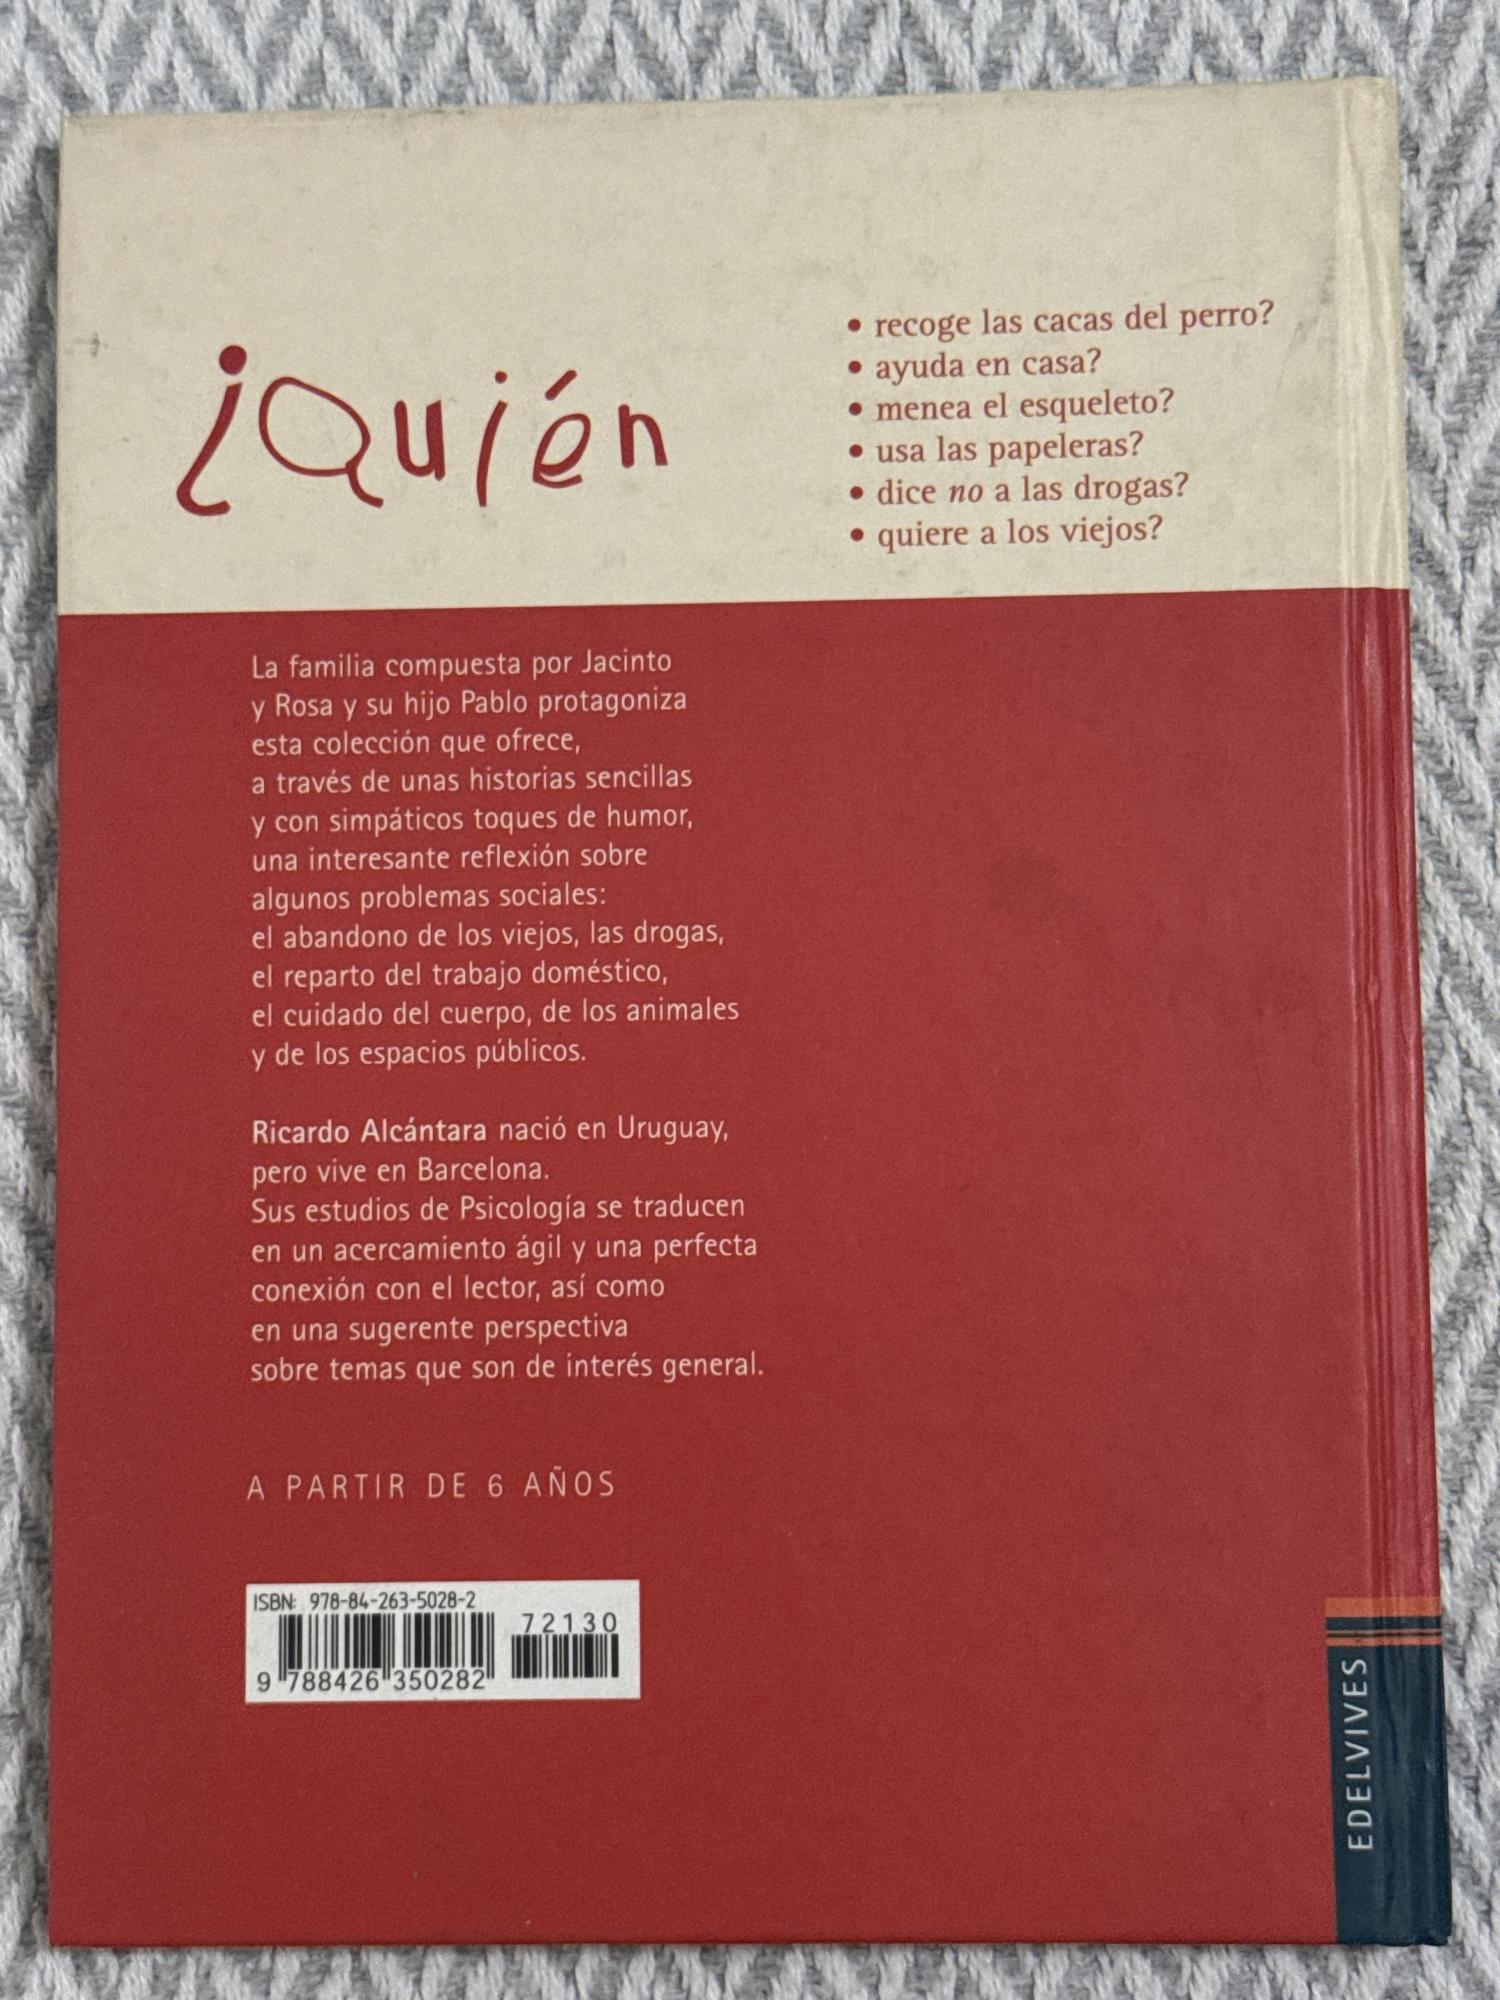 ¿Quién
• recoge las cacas del perro?
• ayuda en casa?
• menea el esqueleto?
• usa las papeleras?
• dice no a las drogas?
• quiere a los viejos?
La familia compuesta por Jacinto
y Rosa y su hijo Pablo protagoniza
esta colección que ofrece,
a través de unas historias sencillas
y con simpáticos toques de humor,
una interesante reflexión sobre
algunos problemas sociales:
el abandono de los viejos, las drogas,
el reparto del trabajo doméstico,
el cuidado del cuerpo, de los animales
y de los espacios públicos.
Ricardo Alcántara nació en Uruguay,
pero vive en Barcelona.
Sus estudios de Psicología se traducen
en un acercamiento ágil y una perfecta
conexión con el lector, así como
en una sugerente perspectiva
sobre temas que son de interés general.
A PARTIR DE 6 AÑOS
ISBN: 978-84-263-5028-2
72130
9 788426 350282
EDELVIVES